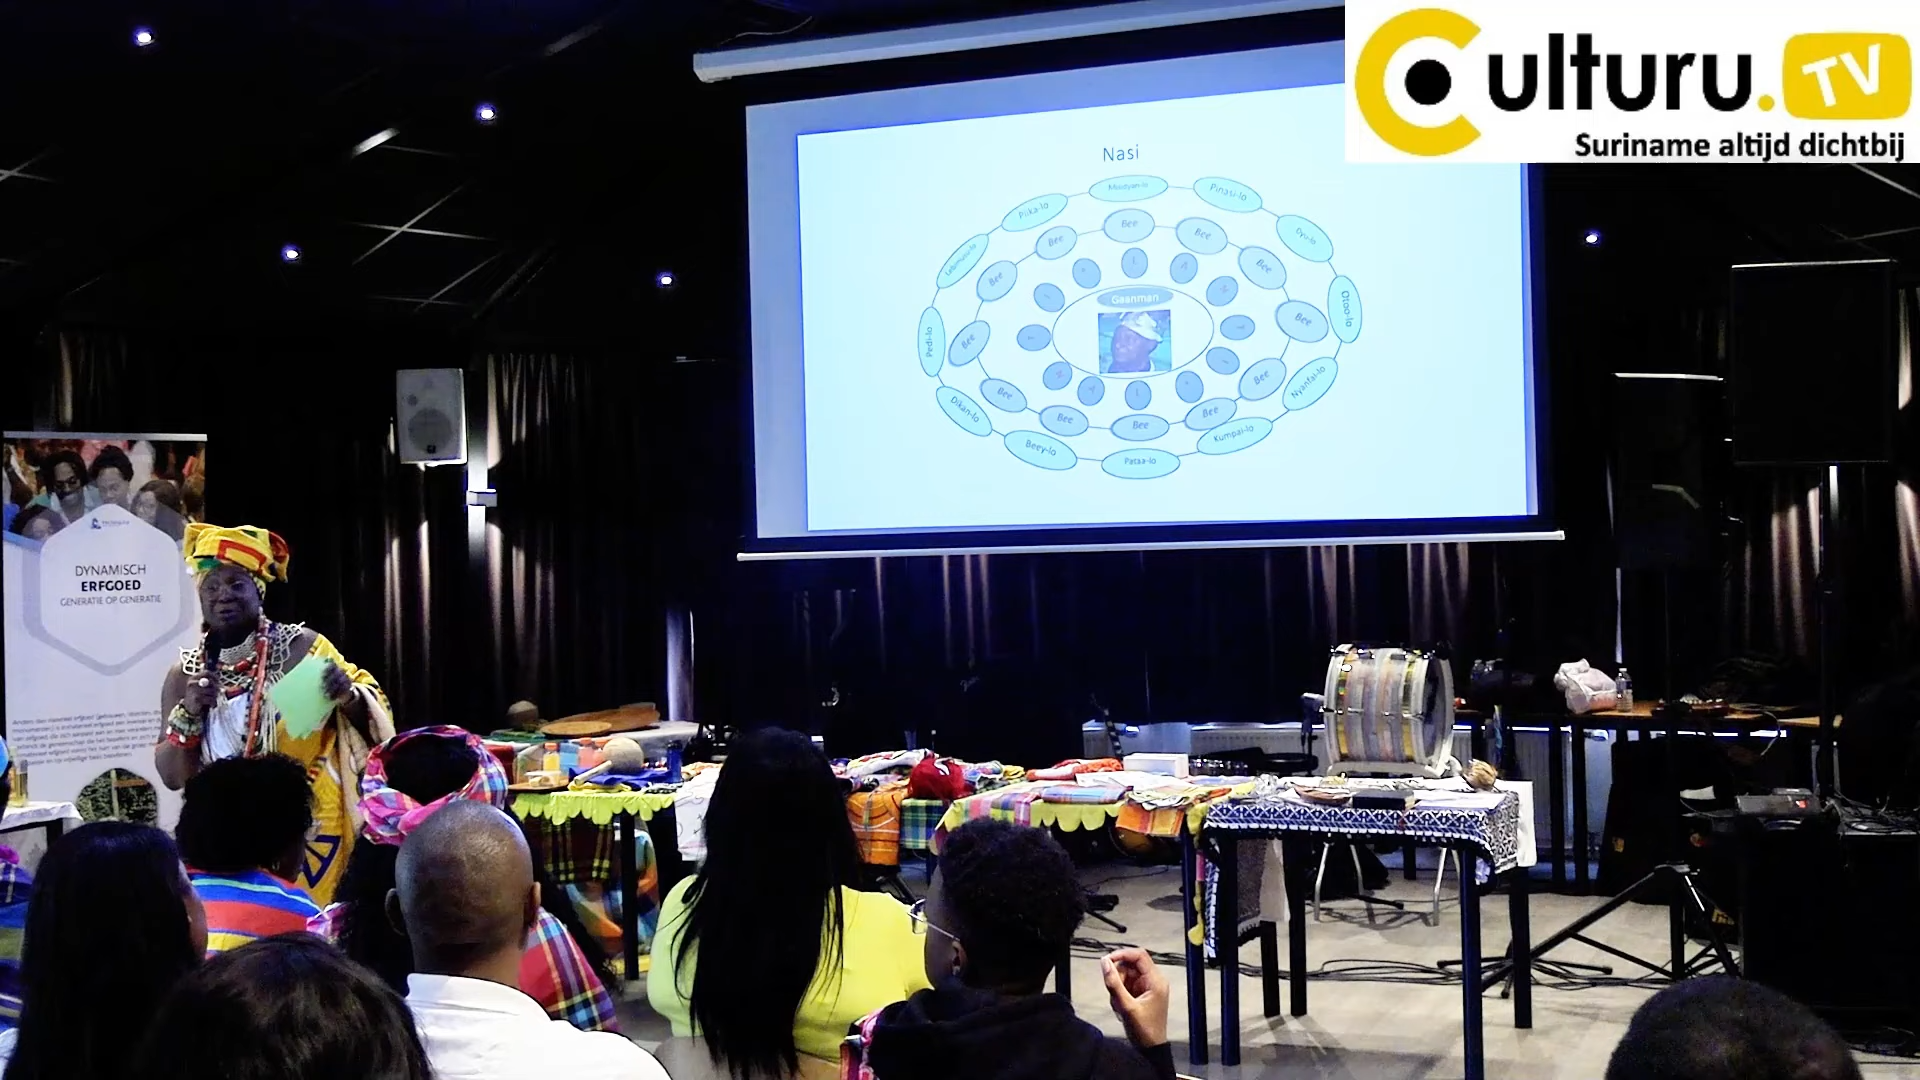 Culturu.TV
Suriname altijd dichtbij
Nasi
Pinasi-lo
Piika-lo
Dyu-lo
Otoo-lo
Nyanfai-lo
Kumpai-lo
Pataa-lo
Beey-lo
Dikan-lo
Pedi-lo
Bee
Bee
Bee
Bee
Bee
Bee
Bee
Bee
Bee
Bee
Bee
Bee
Gaanman
DYNAMISCH
ERFGOED
GENERATIE OP GENERATIE